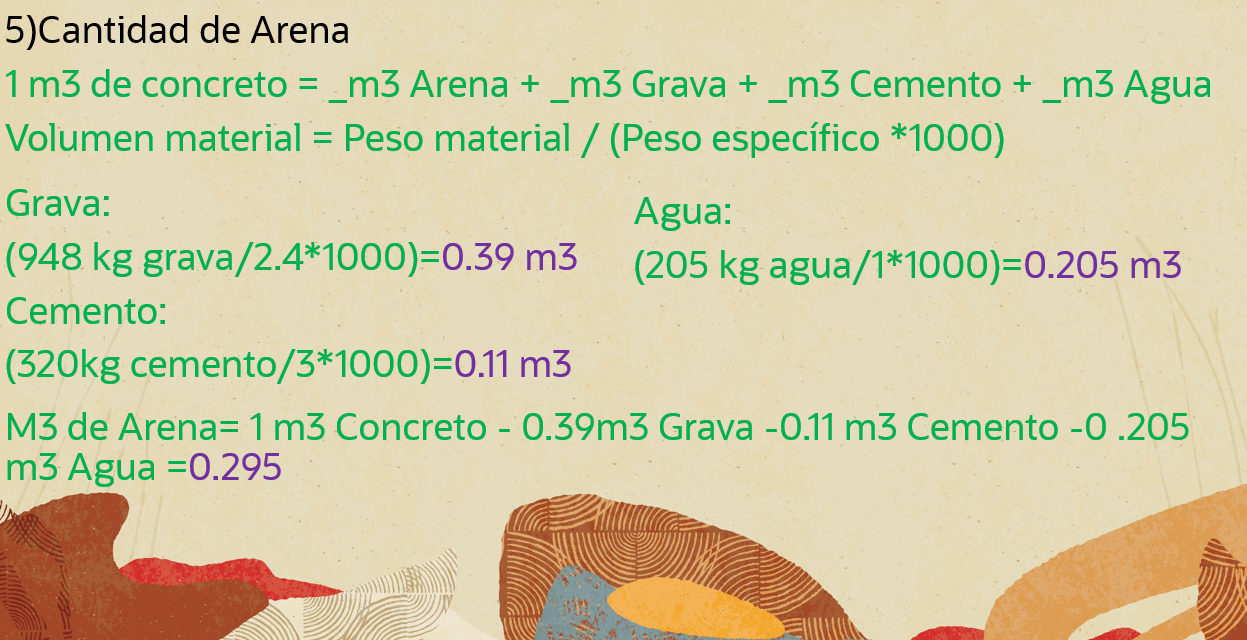 5)Cantidad de Arena
1 m3 de concreto = _m3 Arena + _m3 Grava + _m3 Cemento + _m3 Agua
Volumen material = Peso material / (Peso específico *1000)
Grava:
(948 kg grava/2.4*1000)=0.39 m3
Cemento:
(320kg cemento/3*1000)=0.11 m3
Agua:
(205 kg agua/1*1000)=0.205 m3
M3 de Arena= 1 m3 Concreto - 0.39m3 Grava -0.11 m3 Cemento -0 .205
m3 Agua =0.295